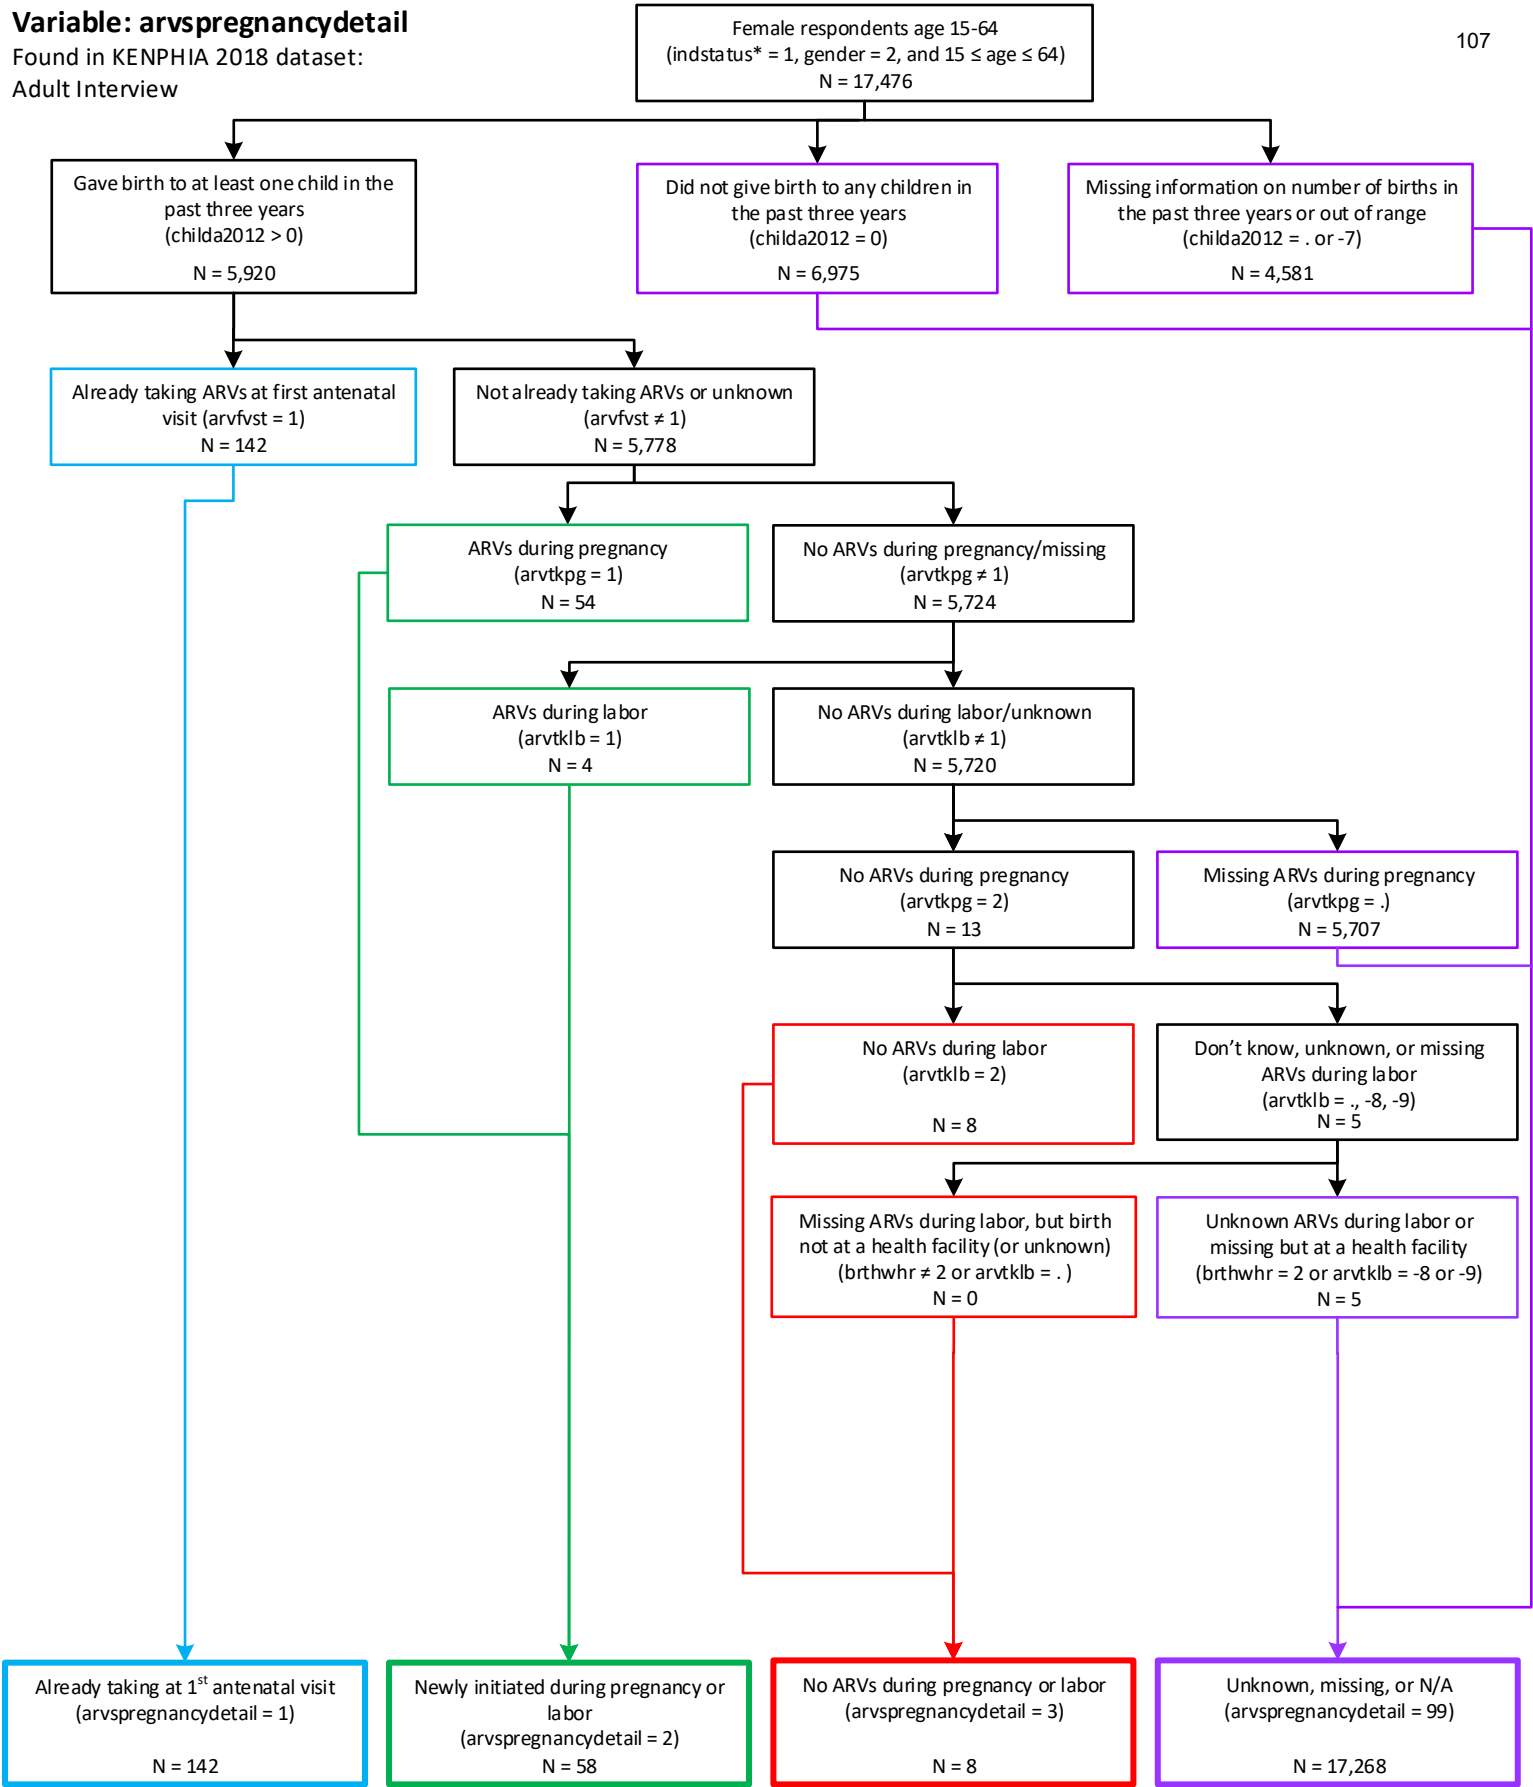 Variable: arvspregnancydetail
Found in KENPHIA 2018 dataset:
Adult Interview
107
Female respondents age 15-64
(indstatus* = 1, gender = 2, and 15 ≤ age ≤ 64)
N = 17,476
Gave birth to at least one child in the
past three years
(childa2012 > 0)
N = 5,920
Did not give birth to any children in
the past three years
(childa2012 = 0)
N = 6,975
Missing information on number of births in
the past three years or out of range
(childa2012 = . or -7)
N = 4,581
Already taking ARVs at first antenatal
visit (arvfvst = 1)
N = 142
Not already taking ARVs or unknown
(arvfvst ≠ 1)
N = 5,778
ARVs during pregnancy
(arvtkpg = 1)
N = 54
No ARVs during pregnancy/missing
(arvtkpg ≠ 1)
N = 5,724
ARVs during labor
(arvtklb = 1)
N = 4
No ARVs during labor/unknown
(arvtklb ≠ 1)
N = 5,720
No ARVs during pregnancy
(arvtkpg = 2)
N = 13
Missing ARVs during pregnancy
(arvtkpg = .)
N = 5,707
No ARVs during labor
(arvtklb = 2)
N = 8
Don’t know, unknown, or missing
ARVs during labor
(arvtklb = ., -8, -9)
N = 5
Missing ARVs during labor, but birth
not at a health facility (or unknown)
(brthwhr ≠ 2 or arvtklb = . )
N = 0
Unknown ARVs during labor or
missing but at a health facility
(brthwhr = 2 or arvtklb = -8 or -9)
N = 5
Already taking at 1st antenatal visit
(arvspregnancydetail = 1)
N = 142
Newly initiated during pregnancy or
labor
(arvspregnancydetail = 2)
N = 58
No ARVs during pregnancy or labor
(arvspregnancydetail = 3)
N = 8
Unknown, missing, or N/A
(arvspregnancydetail = 99)
N = 17,268